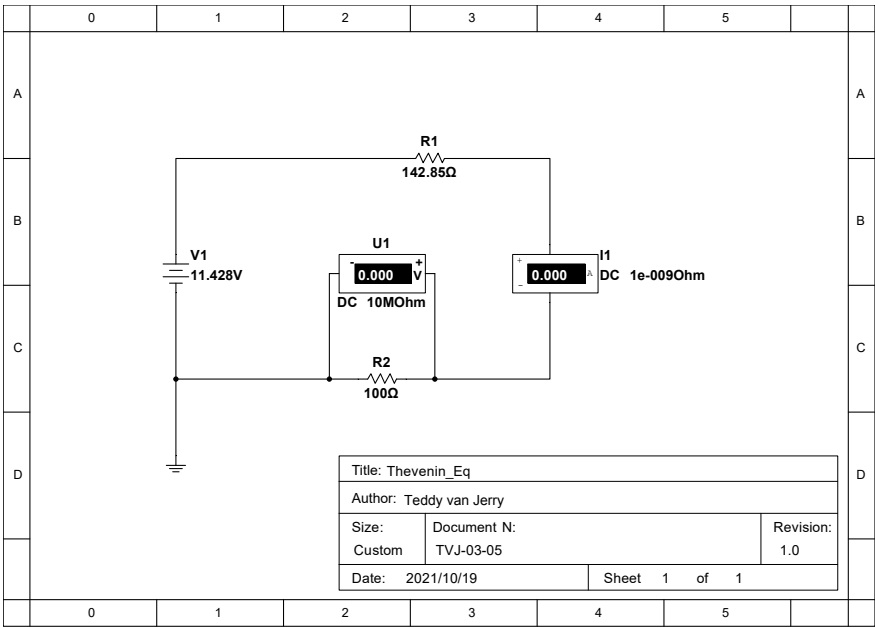 0 1 2 3 4 5
A A
R1
142.85Ω
B B
U1
V1
11.428V
- +
0.000 V
DC 10MOhm
I1
+
0.000 A
-
DC 1e-009Ohm
C C
R2
100Ω
D D
Title: Thevenin_Eq
Author: Teddy van Jerry
Size: Document N: Revision:
Custom TVJ-03-05 1.0
Date: 2021/10/19 Sheet 1 of 1
0 1 2 3 4 5